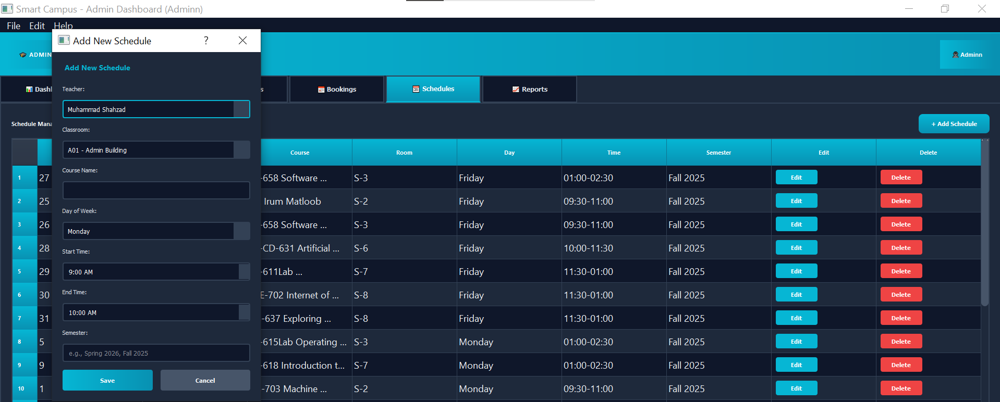 Smart Campus - Admin Dashboard (Adminn)
File Edit Help
Add New Schedule ?
ADMIN
Adminn
Add New Schedule
Teacher:
Muhammad Shahzad
Classroom:
A01 - Admin Building
Course Name:
Day of Week:
Monday
Start Time:
9:00 AM
End Time:
10:00 AM
Semester:
e.g., Spring 2026, Fall 2025
Save Cancel
Dashl s Bookings Schedules Reports
Schedule Mana + Add Schedule
Course Room Day Time Semester Edit Delete
1 27 -658 Software ... S-3 Friday 01:00-02:30 Fall 2025 Edit Delete
2 25 Irum Matloob S-2 Friday 09:30-11:00 Fall 2025 Edit Delete
3 26 -658 Software ... S-3 Friday 09:30-11:00 Fall 2025 Edit Delete
4 28 -CD-631 Artificial ... S-6 Friday 10:00-11:30 Fall 2025 Edit Delete
5 29 -611Lab ... S-7 Friday 11:30-01:00 Fall 2025 Edit Delete
6 30 E-702 Internet of ... S-8 Friday 11:30-01:00 Fall 2025 Edit Delete
7 31 -637 Exploring ... S-8 Friday 11:30-01:00 Fall 2025 Edit Delete
8 5 -615Lab Operating ... S-3 Monday 01:00-02:30 Fall 2025 Edit Delete
9 9 -618 Introduction t... S-7 Monday 01:00-02:30 Fall 2025 Edit Delete
10 1 -703 Machine ... S-2 Monday 09:30-11:00 Fall 2025 Edit Delete